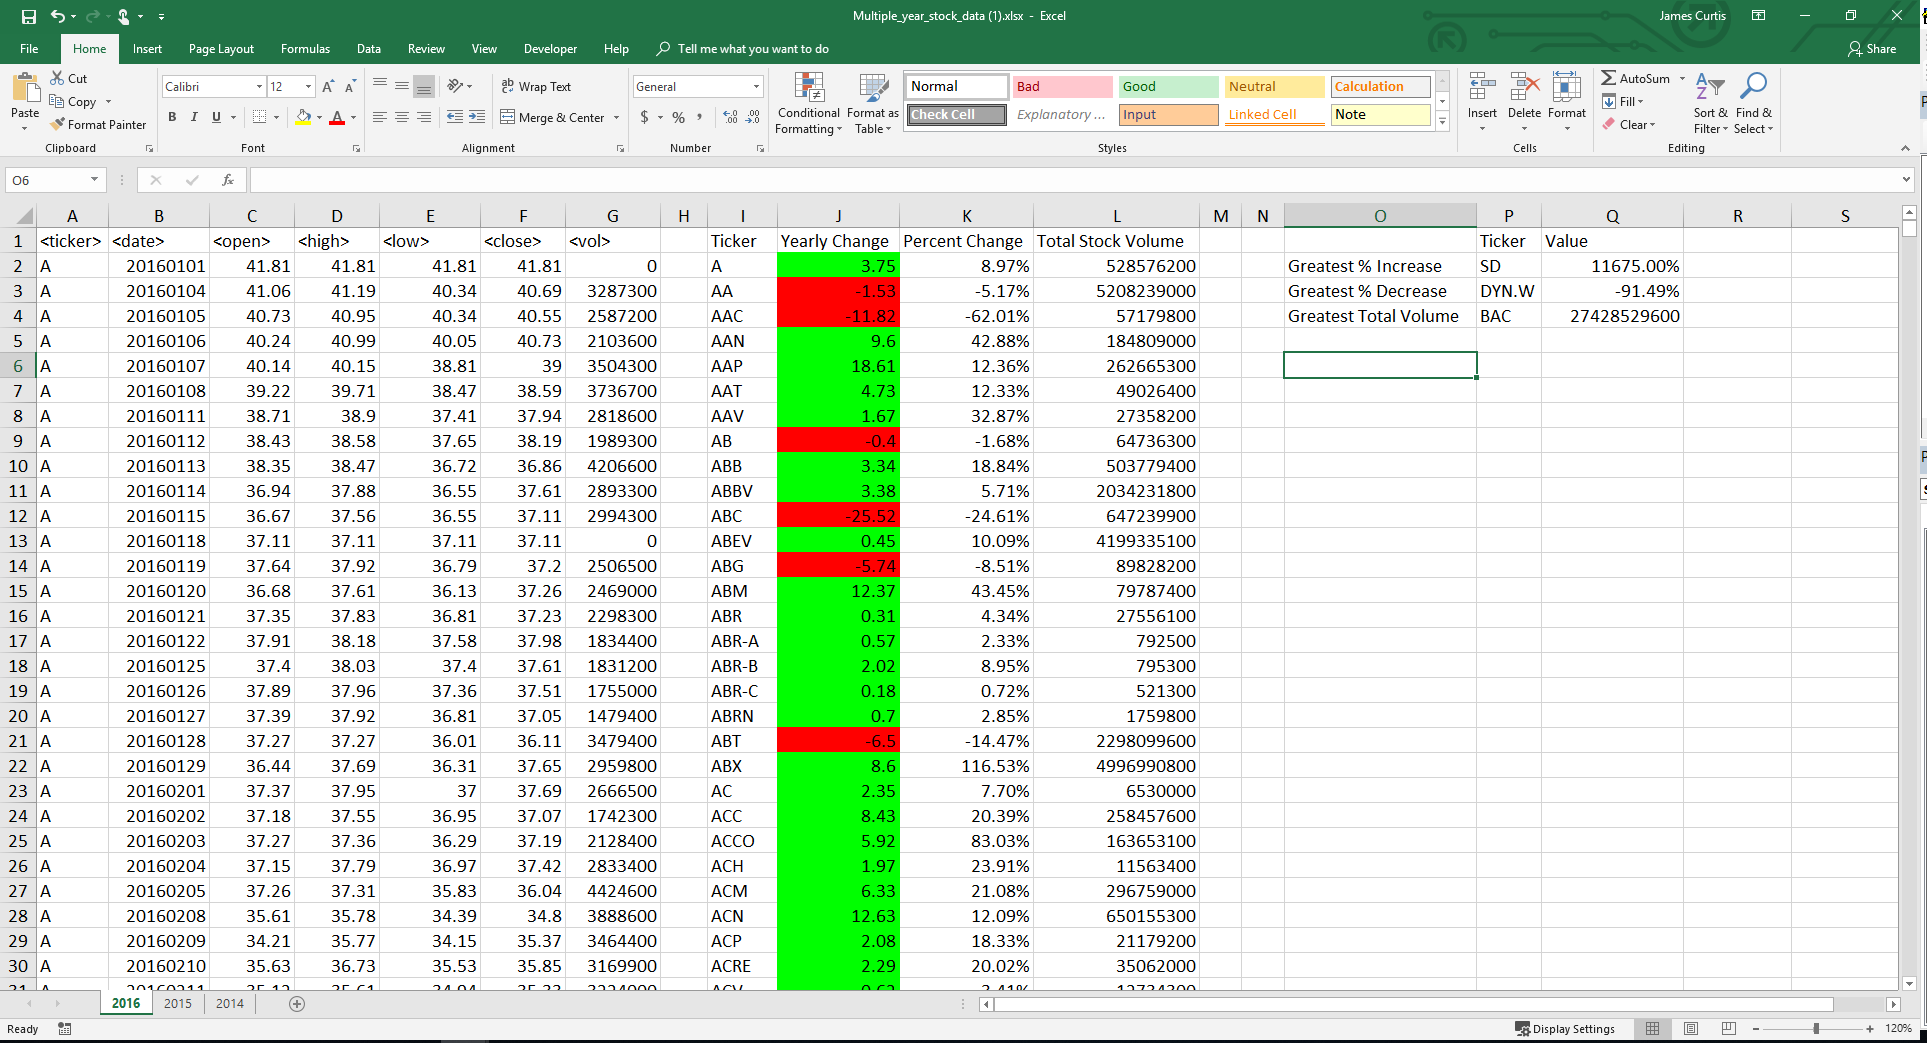 Multiple_year_stock_data (1).xlsx - Excel
James Curtis
File Home Insert Page Layout Formulas Data Review View Developer Help Tell me what you want to do Share
Paste Cut Copy Format Painter Clipboard
Calibri 12 A A B I U A Font
Wrap Text Merge & Center Alignment
General $ % , Number
Conditional Formatting Format as Table
Normal Bad Good Neutral Calculation
Check Cell Explanatory ... Input Linked Cell Note
Styles
Insert Delete Format Cells
AutoSum Fill Clear Sort & Filter Find & Select Editing
O6 fx
A B C D E F G H I J K L M N O P Q R S
1 <ticker> <date> <open> <high> <low> <close> <vol> Ticker Yearly Change Percent Change Total Stock Volume Ticker Value
2 A 20160101 41.81 41.81 41.81 41.81 0 A 3.75 8.97% 528576200 Greatest % Increase SD 11675.00%
3 A 20160104 41.06 41.19 40.34 40.69 3287300 AA -1.53 -5.17% 5208239000 Greatest % Decrease DYN.W -91.49%
4 A 20160105 40.73 40.95 40.34 40.55 2587200 AAC -11.82 -62.01% 57179800 Greatest Total Volume BAC 27428529600
5 A 20160106 40.24 40.99 40.05 40.73 2103600 AAN 9.6 42.88% 184809000
6 A 20160107 40.14 40.15 38.81 39 3504300 AAP 18.61 12.36% 262665300
7 A 20160108 39.22 39.71 38.47 38.59 3736700 AAT 4.73 12.33% 49026400
8 A 20160111 38.71 38.9 37.41 37.94 2818600 AAV 1.67 32.87% 27358200
9 A 20160112 38.43 38.58 37.65 38.19 1989300 AB -0.4 -1.68% 64736300
10 A 20160113 38.35 38.47 36.72 36.86 4206600 ABB 3.34 18.84% 503779400
11 A 20160114 36.94 37.88 36.55 37.61 2893300 ABBV 3.38 5.71% 2034231800
12 A 20160115 36.67 37.56 36.55 37.11 2994300 ABC -25.52 -24.61% 647239900
13 A 20160118 37.11 37.11 37.11 37.11 0 ABEV 0.45 10.09% 4199335100
14 A 20160119 37.64 37.92 36.79 37.2 2506500 ABG -5.74 -8.51% 89828200
15 A 20160120 36.68 37.61 36.13 37.26 2469000 ABM 12.37 43.45% 79787400
16 A 20160121 37.35 37.83 36.81 37.23 2298300 ABR 0.31 4.34% 27556100
17 A 20160122 37.91 38.18 37.58 37.98 1834400 ABR-A 0.57 2.33% 792500
18 A 20160125 37.4 38.03 37.4 37.61 1831200 ABR-B 2.02 8.95% 795300
19 A 20160126 37.89 37.96 37.36 37.51 1755000 ABR-C 0.18 0.72% 521300
20 A 20160127 37.39 37.92 36.81 37.05 1479400 ABRN 0.7 2.85% 1759800
21 A 20160128 37.27 37.27 36.01 36.11 3479400 ABT -6.5 -14.47% 2298099600
22 A 20160129 36.44 37.69 36.31 37.65 2959800 ABX 8.6 116.53% 4996990800
23 A 20160201 37.37 37.95 37 37.69 2666500 AC 2.35 7.70% 6530000
24 A 20160202 37.18 37.55 36.95 37.07 1742300 ACC 8.43 20.39% 258457600
25 A 20160203 37.27 37.36 36.29 37.19 2128400 ACCO 5.92 83.03% 163653100
26 A 20160204 37.15 37.79 36.97 37.42 2833400 ACH 1.97 23.91% 11563400
27 A 20160205 37.26 37.31 35.83 36.04 4424600 ACM 6.33 21.08% 296759000
28 A 20160208 35.61 35.78 34.39 34.8 3888600 ACN 12.63 12.09% 650155300
29 A 20160209 34.21 35.77 34.15 35.37 3464400 ACP 2.08 18.33% 21179200
30 A 20160210 35.63 36.73 35.53 35.85 3169900 ACRE 2.29 20.02% 35062000
2016 2015 2014
Ready Display Settings 120%